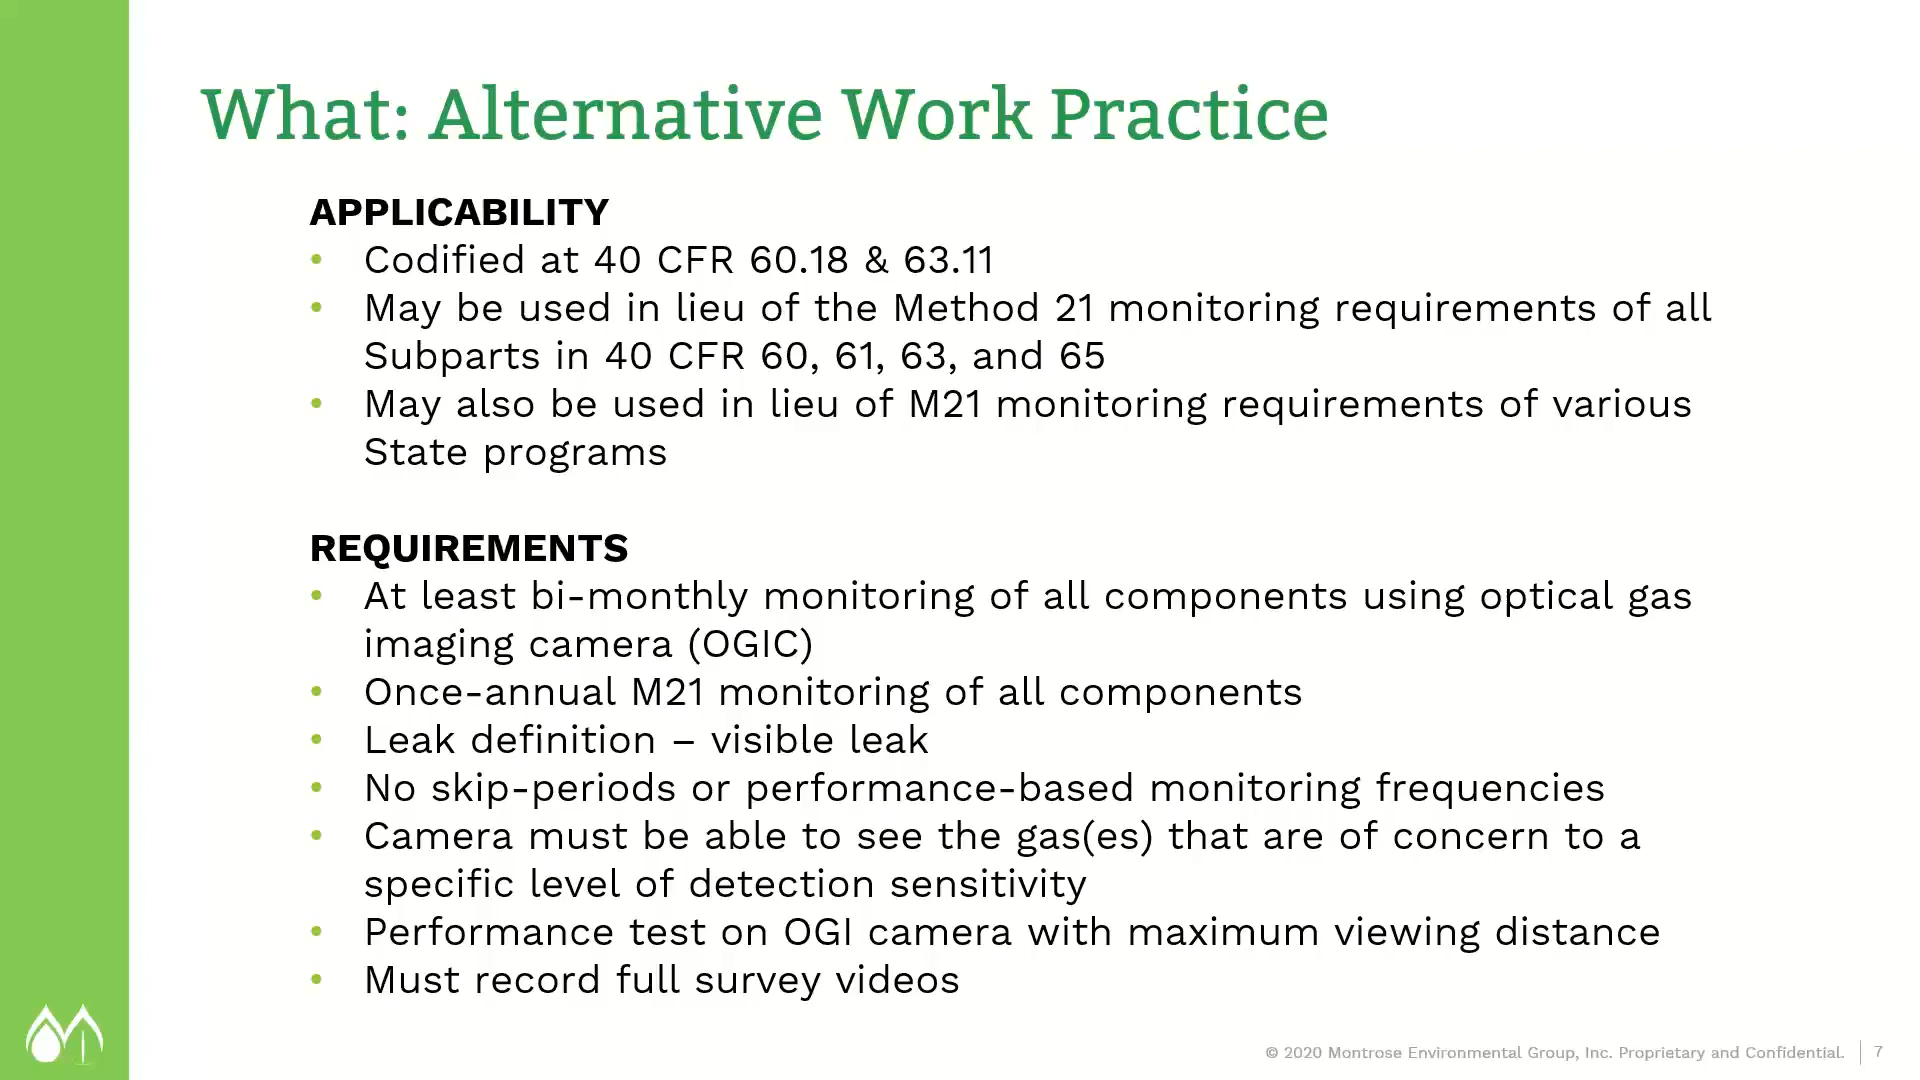 What: Alternative Work Practice
APPLICABILITY
• Codified at 40 CFR 60.18 & 63.11
• May be used in lieu of the Method 21 monitoring requirements of all
Subparts in 40 CFR 60, 61, 63, and 65
• May also be used in lieu of M21 monitoring requirements of various
State programs
REQUIREMENTS
• At least bi-monthly monitoring of all components using optical gas
imaging camera (OGIC)
• Once-annual M21 monitoring of all components
• Leak definition – visible leak
• No skip-periods or performance-based monitoring frequencies
• Camera must be able to see the gas(es) that are of concern to a
specific level of detection sensitivity
• Performance test on OGI camera with maximum viewing distance
• Must record full survey videos
© 2020 Montrose Environmental Group, Inc. Proprietary and Confidential. 7